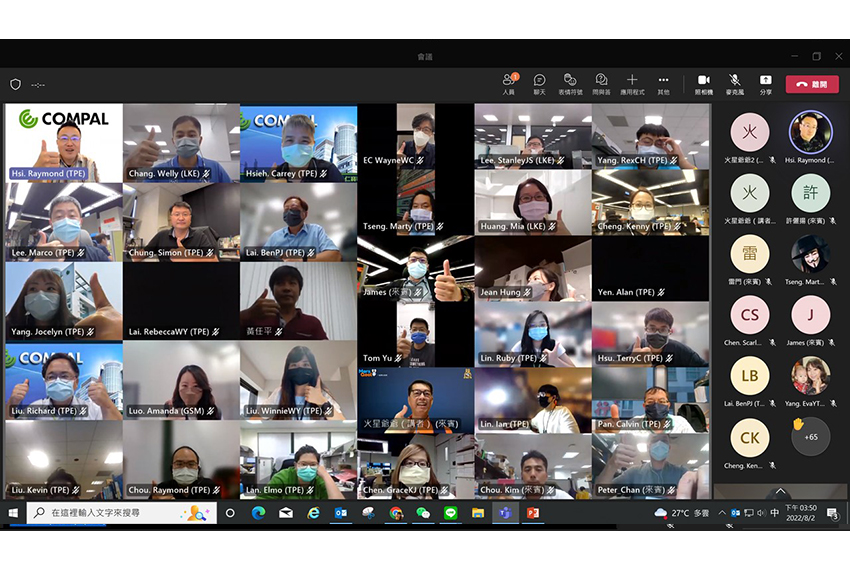 會議
--:--
人員
1
聊天
表情符號
問與答
應用程式
其他
照相機
麥克風
分享
離開
COMPAL
Hsi. Raymond (TPE)
Chang. Welly (LKE)
Hsieh. Carrey (TPE)
EC WayneWC
Lee. StanleyJS (LKE)
Yang. RexCH (TPE)
Lee. Marco (TPE)
Chung. Simon (TPE)
Lai. BenPJ (TPE)
Tseng. Marty (TPE)
Huang. Mia (LKE)
Cheng. Kenny (TPE)
Yang. Jocelyn (TPE)
Lai. RebeccaWY (TPE)
黃任平
James (來賓)
Jean Hung
Yen. Alan (TPE)
Tom Yu
Lin. Ruby (TPE)
Hsu. TerryC (TPE)
Liu. Richard (TPE)
Luo. Amanda (GSM)
Liu. WinnieWY (TPE)
火星爺爺（講者）(來賓)
Lin. Ian (TPE)
Pan. Calvin (TPE)
Liu. Kevin (TPE)
Chou. Raymond (TPE)
Lan. Elmo (TPE)
Chen. GraceKJ (TPE)
Chou. Kim (來賓)
Peter_Chan (來賓)
火
火星爺爺2 (...
Hsi. Raymond (...
火
火星爺爺 ( 講者...
許
雷
雷門 (來賓)
Tseng. Mart...
CS
Chen. Scarl...
J
James (來賓)
LB
Lai. BenPJ (T...
Yang. EvaYT...
CK
Cheng. Ken...
+65
在這裡輸入文字來搜尋
27°C 多雲
中
下午 03:50
2022/8/2
3